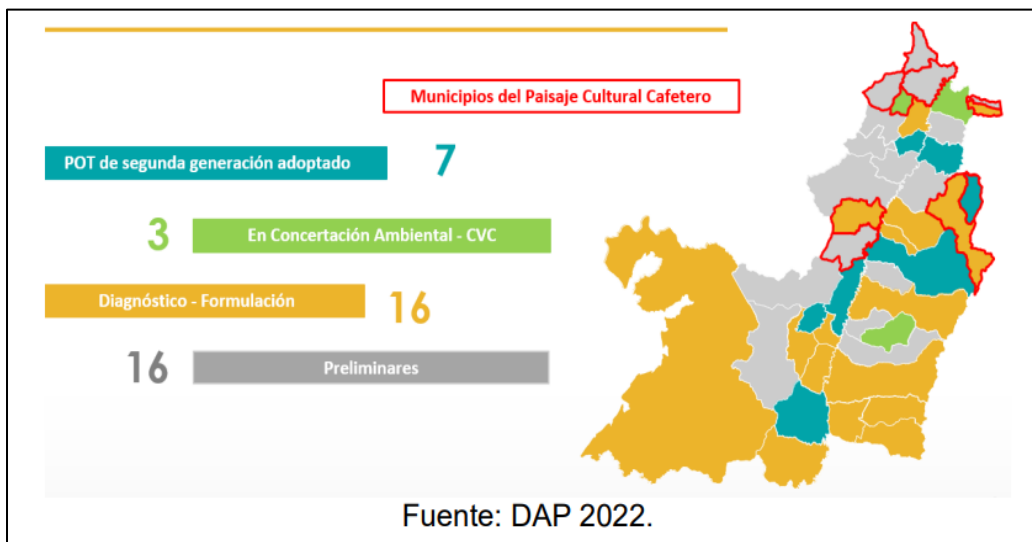 Municipios del Paisaje Cultural Cafetero
POT de segunda generación adoptado 7
3 En Concertación Ambiental - CVC
Diagnóstico - Formulación 16
16 Preliminares
Fuente: DAP 2022.